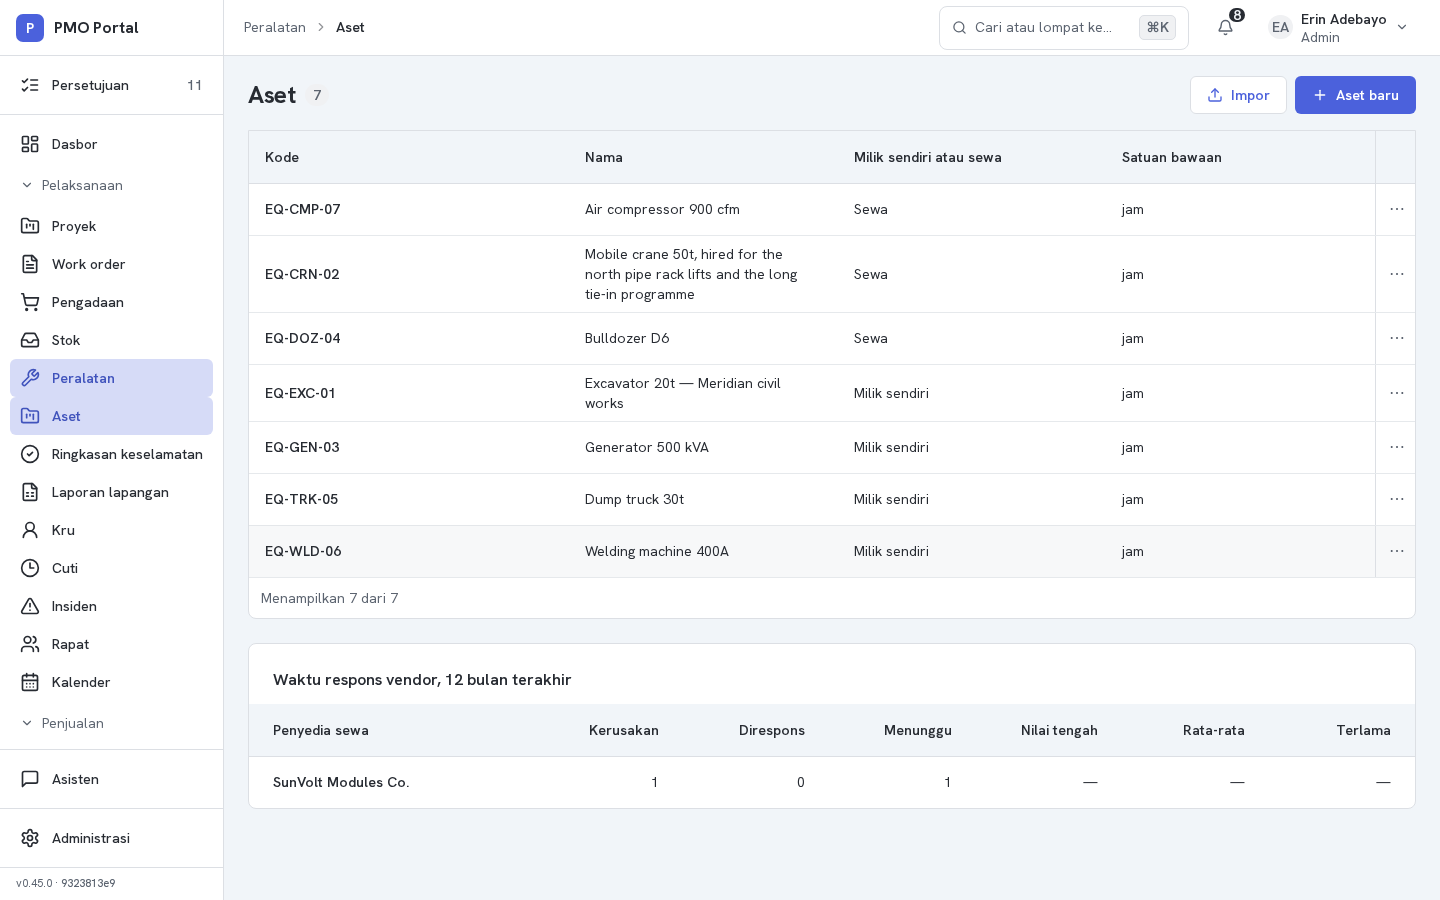 P
PMO Portal
Peralatan
Aset
Cari atau lompat ke...
⌘K
8
EA
Erin Adebayo
Admin
Persetujuan
11
Dasbor
Pelaksanaan
Proyek
Work order
Pengadaan
Stok
Peralatan
Aset
Ringkasan keselamatan
Laporan lapangan
Kru
Cuti
Insiden
Rapat
Kalender
Penjualan
Asisten
Administrasi
v0.45.0 · 9323813e9
Aset 7
Impor
Aset baru
Kode Nama Milik sendiri atau sewa Satuan bawaan
EQ-CMP-07 Air compressor 900 cfm Sewa jam
EQ-CRN-02 Mobile crane 50t, hired for the
north pipe rack lifts and the long
tie-in programme Sewa jam
EQ-DOZ-04 Bulldozer D6 Sewa jam
EQ-EXC-01 Excavator 20t — Meridian civil
works Milik sendiri jam
EQ-GEN-03 Generator 500 kVA Milik sendiri jam
EQ-TRK-05 Dump truck 30t Milik sendiri jam
EQ-WLD-06 Welding machine 400A Milik sendiri jam
Menampilkan 7 dari 7
Waktu respons vendor, 12 bulan terakhir
Penyedia sewa Kerusakan Direspons Menunggu Nilai tengah Rata-rata Terlama
SunVolt Modules Co. 1 0 1 — — —